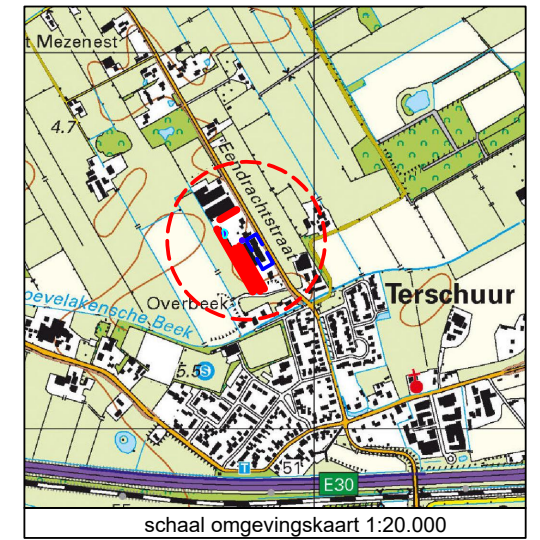 t Mezenest
4.7
Eendrachtstraat
Overbeek
Terschuur
oevelakensche Beek
5.5
S
T
51
E30
schaal omgevingskaart 1:20.000